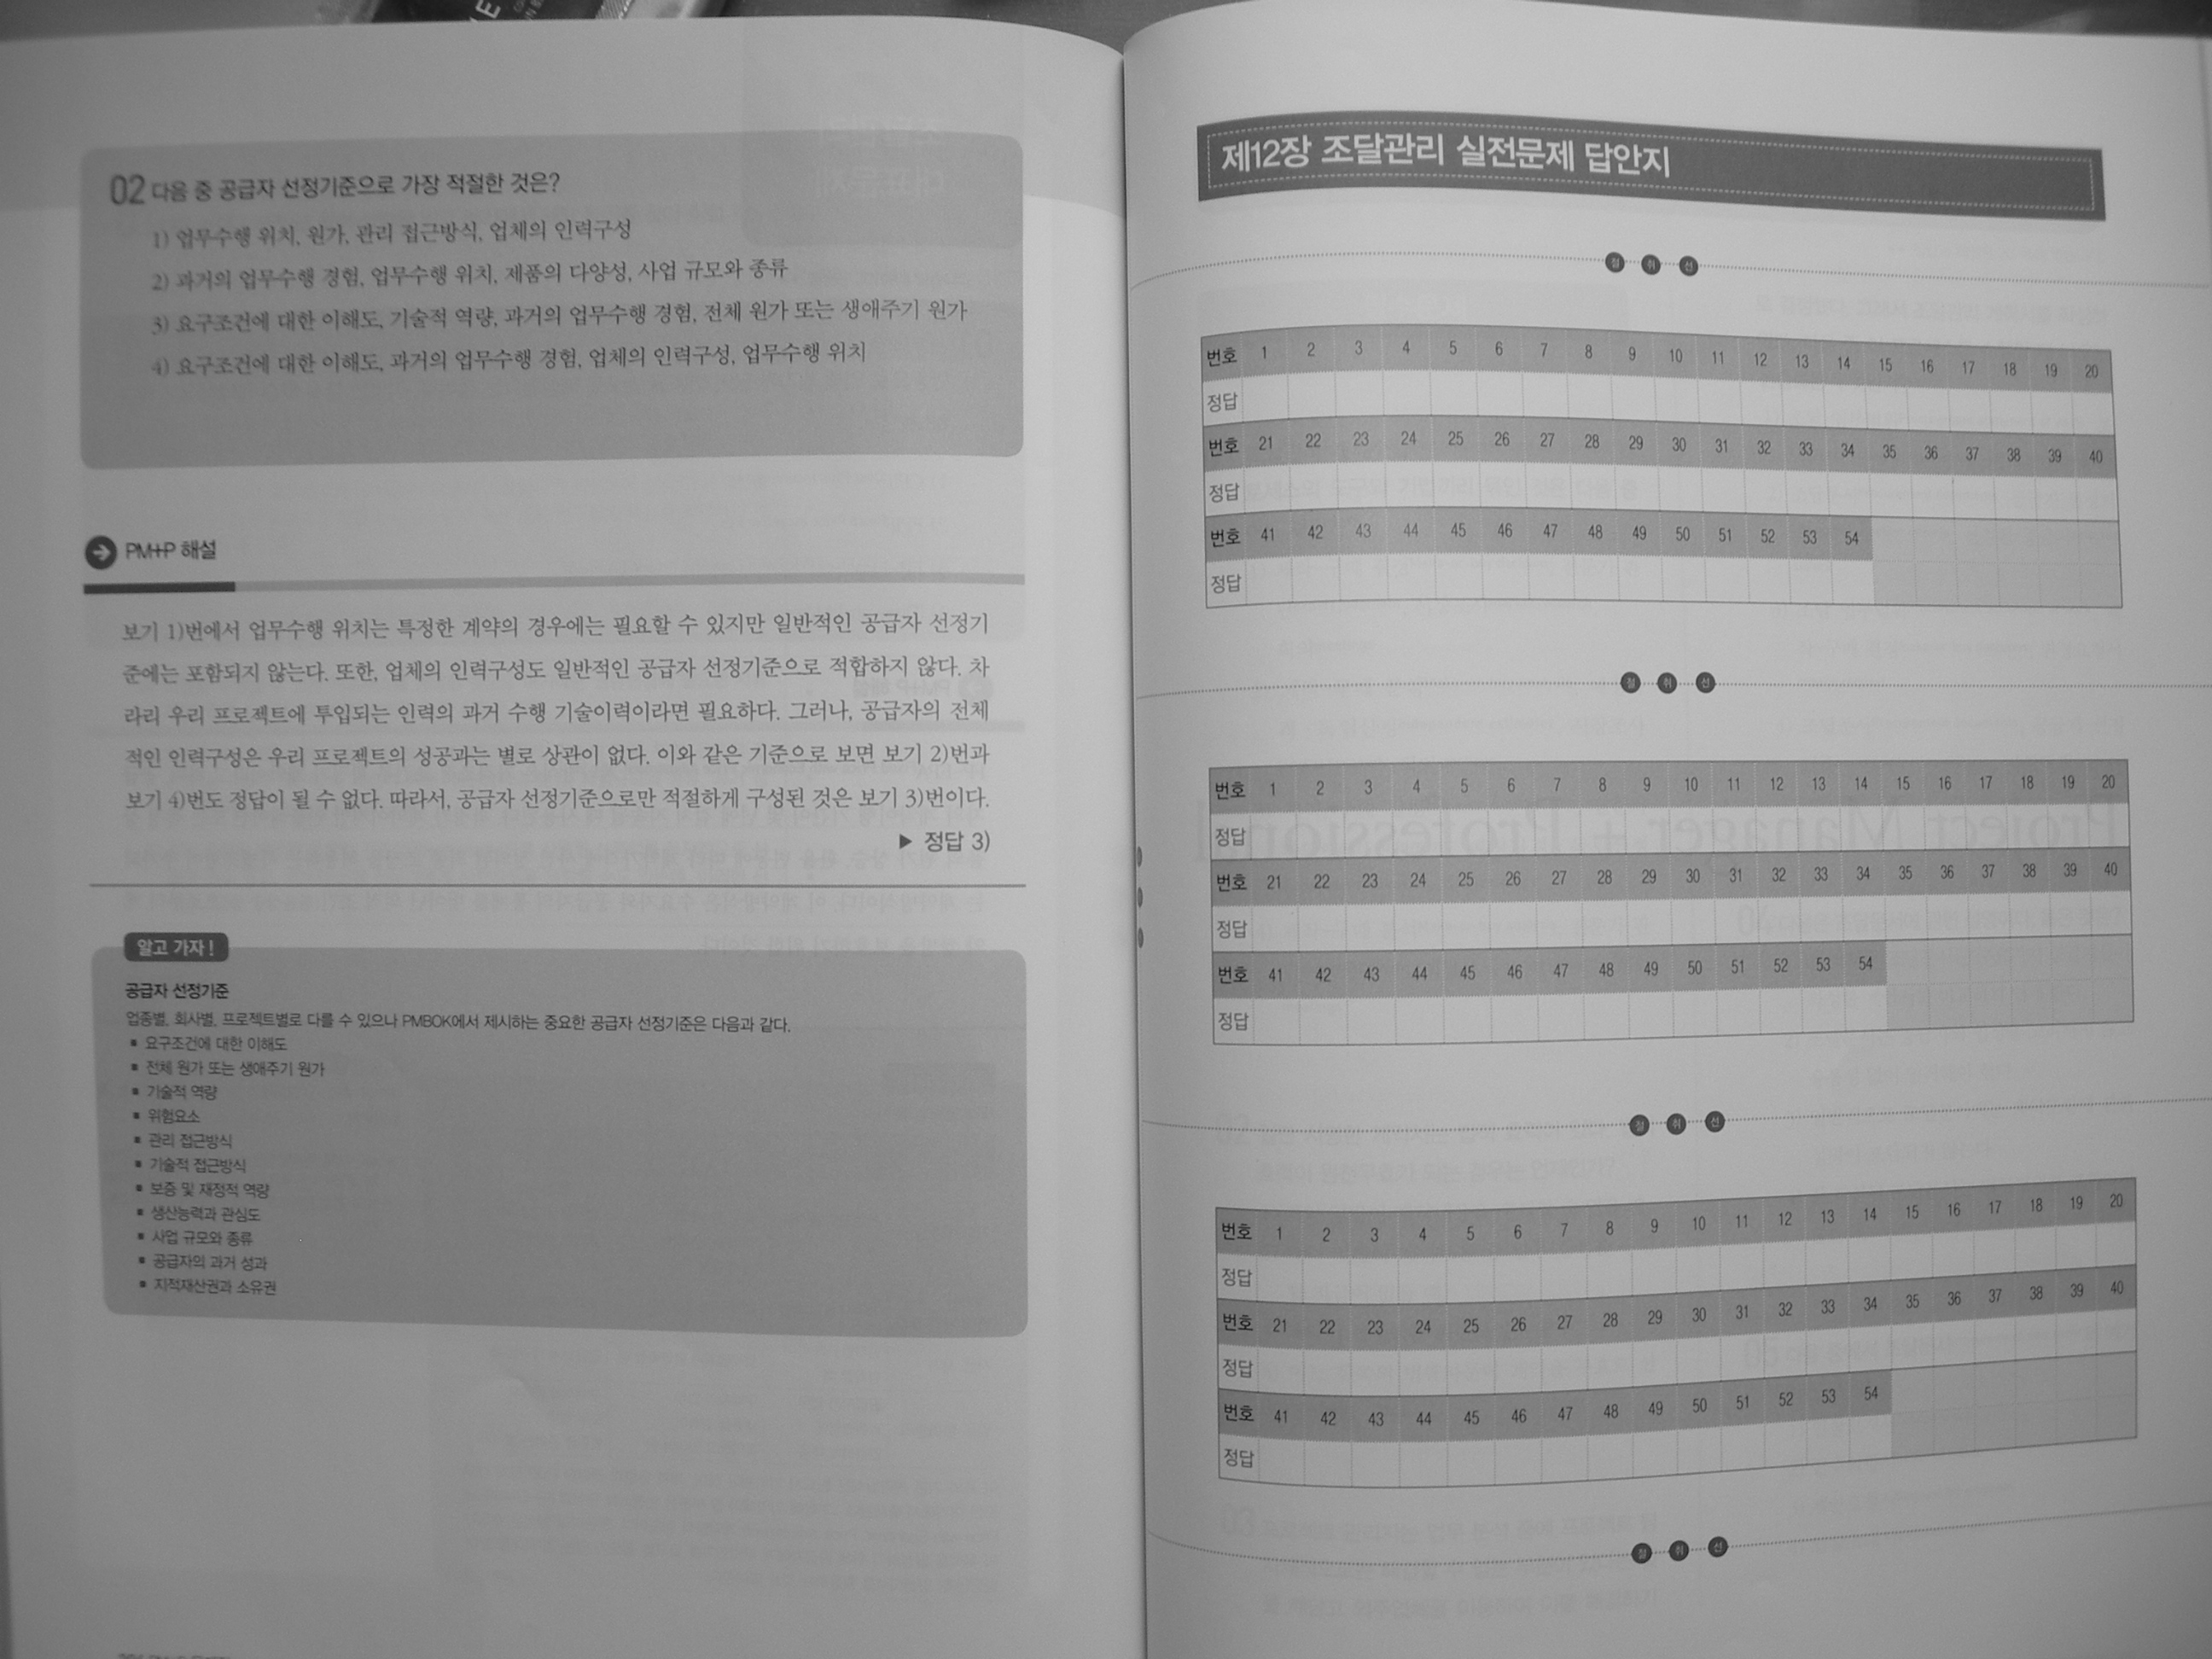 02 다음 중 공급자 선정기준으로 가장 적절한 것은?
1) 업무수행 위치, 원가, 관리 접근방식, 업체의 인력구성
2) 과거의 업무수행 경험, 업무수행 위치, 제품의 다양성, 사업 규모와 종류
3) 요구조건에 대한 이해도, 기술적 역량, 과거의 업무수행 경험, 전체 원가 또는 생애주기 원가
4) 요구조건에 대한 이해도, 과거의 업무수행 경험, 업체의 인력구성, 업무수행 위치
PM+P 해설
보기 1)번에서 업무수행 위치는 특정한 계약의 경우에는 필요할 수 있지만 일반적인 공급자 선정기
준에는 포함되지 않는다. 또한, 업체의 인력구성도 일반적인 공급자 선정기준으로 적합하지 않다. 차
라리 우리 프로젝트에 투입되는 인력의 과거 수행 기술이력이라면 필요하다. 그러나, 공급자의 전체
적인 인력구성은 우리 프로젝트의 성공과는 별로 상관이 없다. 이와 같은 기준으로 보면 보기 2)번과
보기 4)번도 정답이 될 수 없다. 따라서, 공급자 선정기준으로만 적절하게 구성된 것은 보기 3)번이다.
▶ 정답 3)
알고 가자!
공급자 선정기준
업종별, 회사별, 프로젝트별로 다를 수 있으나 PMBOK에서 제시하는 중요한 공급자 선정기준은 다음과 같다.
▪ 요구조건에 대한 이해도
▪ 전체 원가 또는 생애주기 원가
▪ 기술적 역량
▪ 위험요소
▪ 관리 접근방식
▪ 기술적 접근방식
▪ 보증 및 재정적 역량
▪ 생산능력과 관심도
▪ 사업 규모와 종류
▪ 공급자의 과거 성과
▪ 지적재산권과 소유권
제12장 조달관리 실전문제 답안지
절 취 선
번호 1 2 3 4 5 6 7 8 9 10 11 12 13 14 15 16 17 18 19 20
정답
번호 21 22 23 24 25 26 27 28 29 30 31 32 33 34 35 36 37 38 39 40
정답
번호 41 42 43 44 45 46 47 48 49 50 51 52 53 54
정답
절 취 선
번호 1 2 3 4 5 6 7 8 9 10 11 12 13 14 15 16 17 18 19 20
정답
번호 21 22 23 24 25 26 27 28 29 30 31 32 33 34 35 36 37 38 39 40
정답
번호 41 42 43 44 45 46 47 48 49 50 51 52 53 54
정답
절 취 선
번호 1 2 3 4 5 6 7 8 9 10 11 12 13 14 15 16 17 18 19 20
정답
번호 21 22 23 24 25 26 27 28 29 30 31 32 33 34 35 36 37 38 39 40
정답
번호 41 42 43 44 45 46 47 48 49 50 51 52 53 54
정답
절 취 선